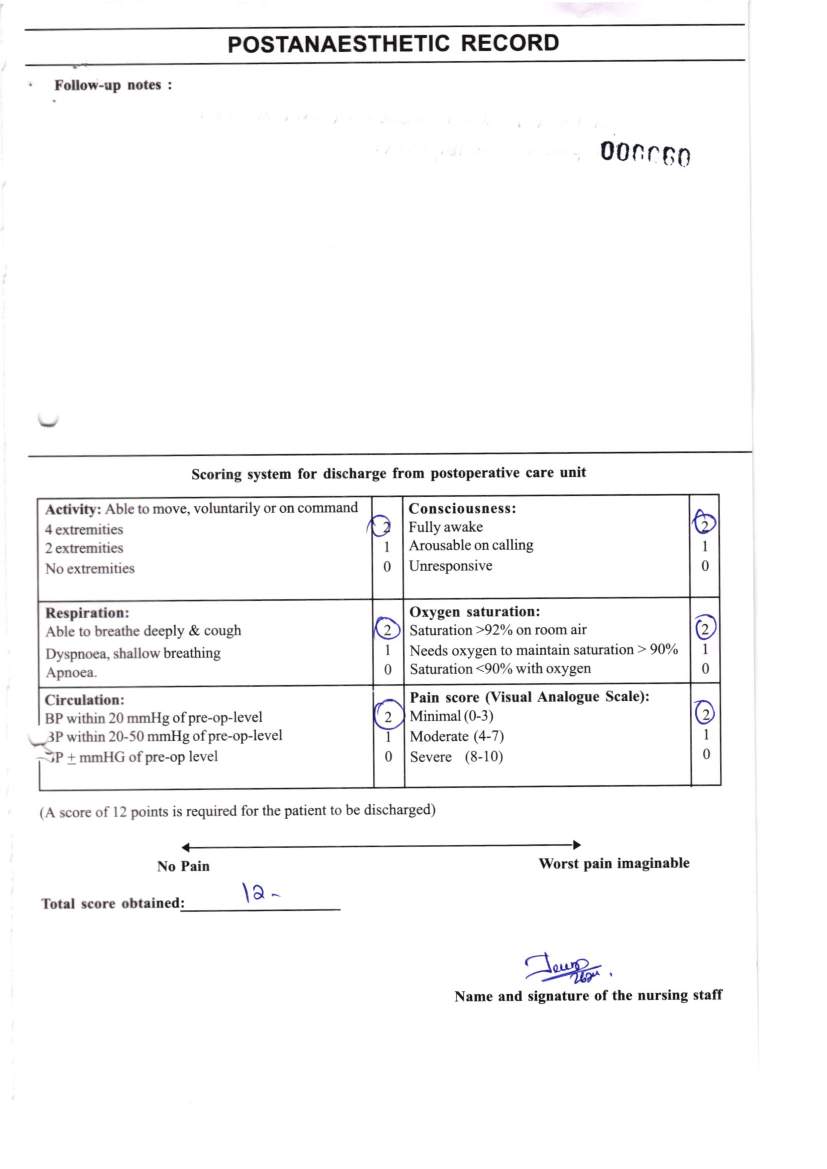 POSTANAESTHETIC RECORD
Follow-up notes :
Scoring system for discharge from postoperative care unit
Activity: Able to move, voluntarily or on command
4 extremities 2
2 extremities 1
No extremities 0
Consciousness:
Fully awake 2
Arousable on calling 1
Unresponsive 0
Respiration:
Able to breathe deeply & cough 2
Dyspnoea, shallow breathing 1
Apnoea. 0
Oxygen saturation:
Saturation >92% on room air 2
Needs oxygen to maintain saturation > 90% 1
Saturation <90% with oxygen 0
Circulation:
BP within 20 mmHg of pre-op-level 2
BP within 20-50 mmHg of pre-op-level 1
BP ± mmHG of pre-op level 0
Pain score (Visual Analogue Scale):
Minimal (0-3) 2
Moderate (4-7) 1
Severe (8-10) 0
(A score of 12 points is required for the patient to be discharged)
No Pain Worst pain imaginable
Total score obtained: 12 -
Name and signature of the nursing staff